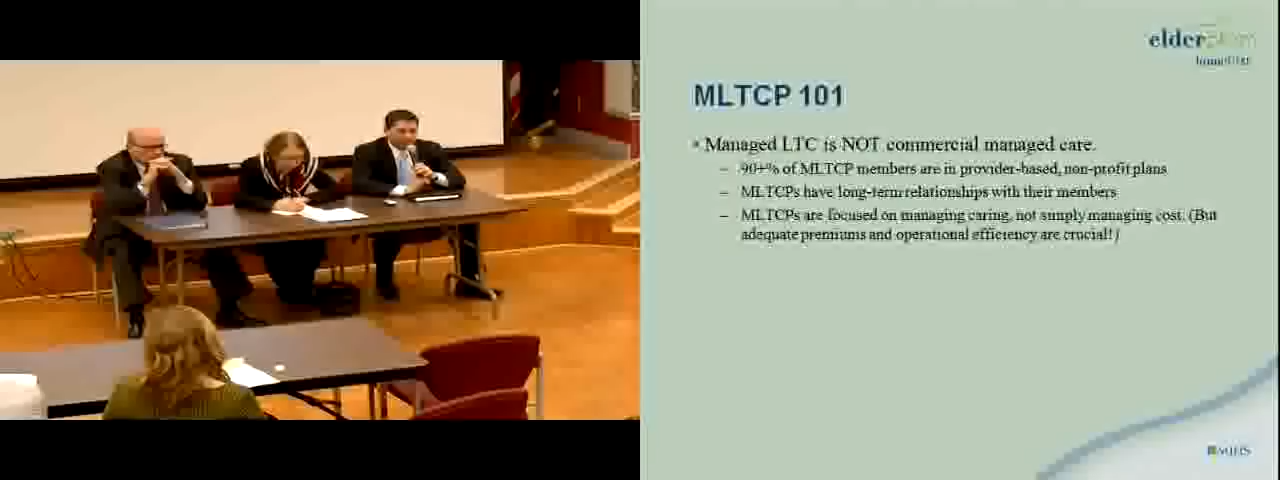 elderplan
homefirst
MLTCP 101
• Managed LTC is NOT commercial managed care.
– 90+% of MLTCP members are in provider-based, non-profit plans
– MLTCPs have long-term relationships with their members
– MLTCPs are focused on managing caring, not simply managing cost. (But
adequate premiums and operational efficiency are crucial!)